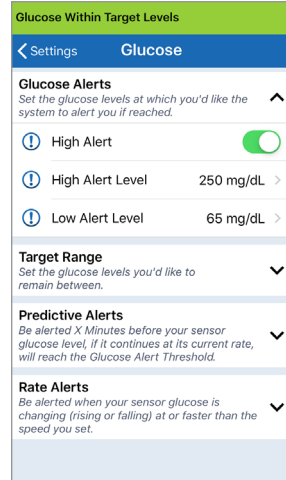 Glucose Within Target Levels
Settings Glucose
Glucose Alerts
Set the glucose levels at which you'd like the
system to alert you if reached.
High Alert
High Alert Level 250 mg/dL
Low Alert Level 65 mg/dL
Target Range
Set the glucose levels you'd like to
remain between.
Predictive Alerts
Be alerted X Minutes before your sensor
glucose level, if it continues at its current rate,
will reach the Glucose Alert Threshold.
Rate Alerts
Be alerted when your sensor glucose is
changing (rising or falling) at or faster than the
speed you set.